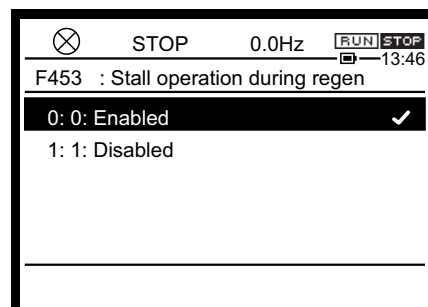 STOP 0.0Hz RUN STOP
13:46
F453 : Stall operation during regen
0: 0: Enabled
1: 1: Disabled